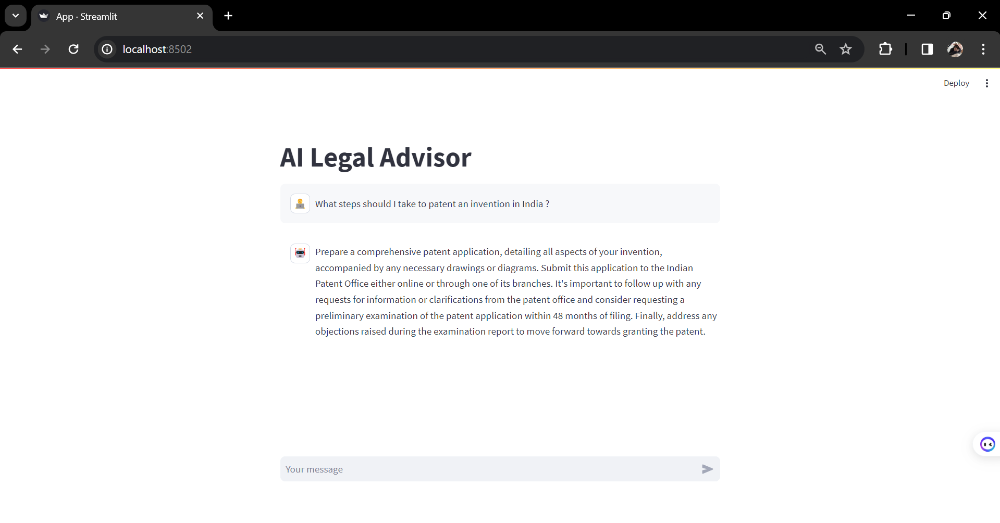 App · Streamlit
localhost:8502
Deploy
AI Legal Advisor
What steps should I take to patent an invention in India ?
Prepare a comprehensive patent application, detailing all aspects of your invention,
accompanied by any necessary drawings or diagrams. Submit this application to the Indian
Patent Office either online or through one of its branches. It's important to follow up with any
requests for information or clarifications from the patent office and consider requesting a
preliminary examination of the patent application within 48 months of filing. Finally, address any
objections raised during the examination report to move forward towards granting the patent.
Your message